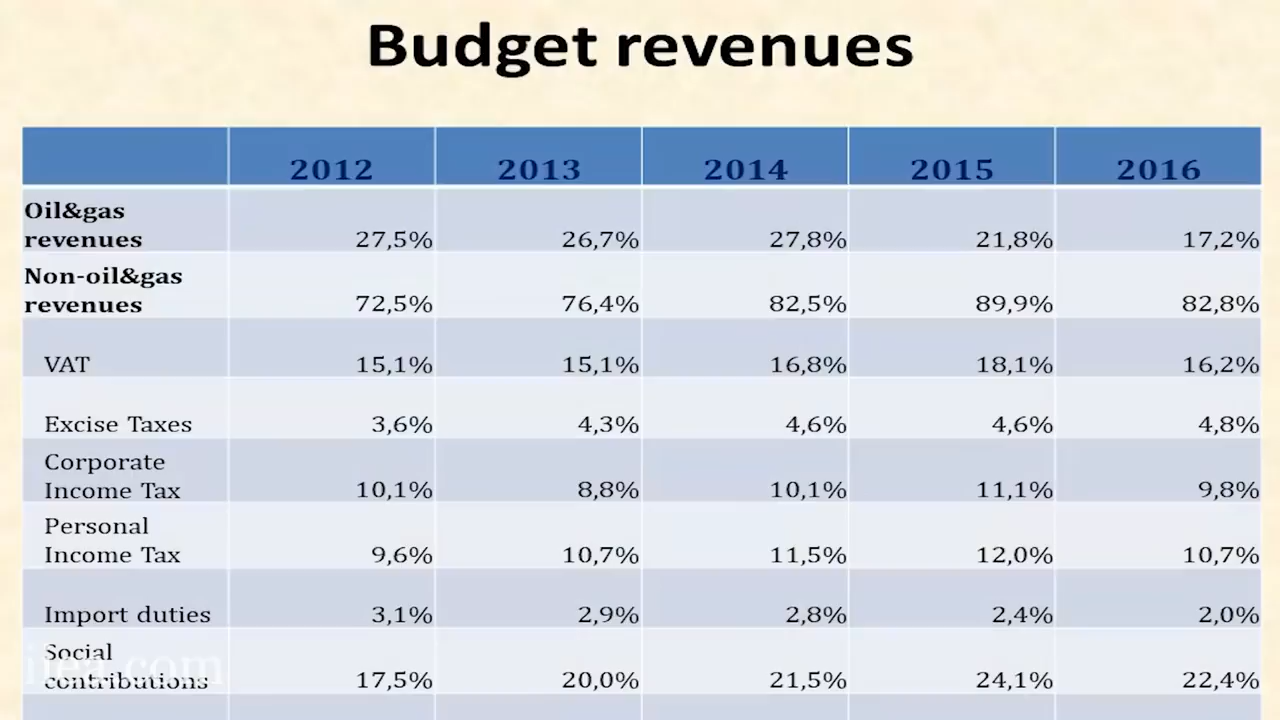 Budget revenues
2012 2013 2014 2015 2016
Oil&gas
revenues 27,5% 26,7% 27,8% 21,8% 17,2%
Non-oil&gas
revenues 72,5% 76,4% 82,5% 89,9% 82,8%
VAT 15,1% 15,1% 16,8% 18,1% 16,2%
Excise Taxes 3,6% 4,3% 4,6% 4,6% 4,8%
Corporate
Income Tax 10,1% 8,8% 10,1% 11,1% 9,8%
Personal
Income Tax 9,6% 10,7% 11,5% 12,0% 10,7%
Import duties 3,1% 2,9% 2,8% 2,4% 2,0%
Social
contributions 17,5% 20,0% 21,5% 24,1% 22,4%